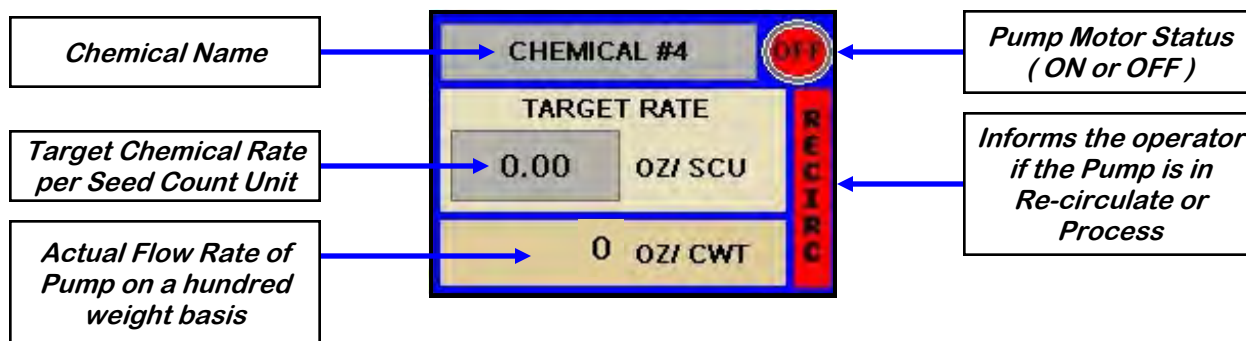 Chemical Name
Target Chemical Rate
per Seed Count Unit
Actual Flow Rate of
Pump on a hundred
weight basis
CHEMICAL #4
OFF
TARGET RATE
0.00 OZ/ SCU
0 OZ/ CWT
RECIRC
Pump Motor Status
( ON or OFF )
Informs the operator
if the Pump is in
Re-circulate or
Process